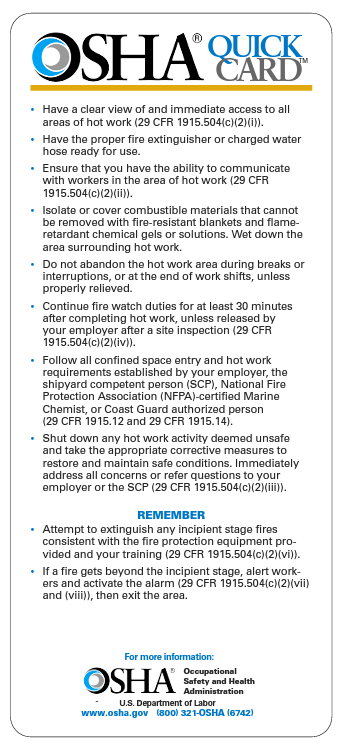 OSHA® QUICK
CARD™
• Have a clear view of and immediate access to all
areas of hot work (29 CFR 1915.504(c)(2)(i)).
• Have the proper fire extinguisher or charged water
hose ready for use.
• Ensure that you have the ability to communicate
with workers in the area of hot work (29 CFR
1915.504(c)(2)(ii)).
• Isolate or cover combustible materials that cannot
be removed with fire-resistant blankets and flame-
retardant chemical gels or solutions. Wet down the
area surrounding hot work.
• Do not abandon the hot work area during breaks or
interruptions, or at the end of work shifts, unless
properly relieved.
• Continue fire watch duties for at least 30 minutes
after completing hot work, unless released by
your employer after a site inspection (29 CFR
1915.504(c)(2)(iv)).
• Follow all confined space entry and hot work
requirements established by your employer, the
shipyard competent person (SCP), National Fire
Protection Association (NFPA)-certified Marine
Chemist, or Coast Guard authorized person
(29 CFR 1915.12 and 29 CFR 1915.14).
• Shut down any hot work activity deemed unsafe
and take the appropriate corrective measures to
restore and maintain safe conditions. Immediately
address all concerns or refer questions to your
employer or the SCP (29 CFR 1915.504(c)(2)(iii)).
REMEMBER
• Attempt to extinguish any incipient stage fires
consistent with the fire protection equipment pro-
vided and your training (29 CFR 1915.504(c)(2)(vi)).
• If a fire gets beyond the incipient stage, alert work-
ers and activate the alarm (29 CFR 1915.504(c)(2)(vii)
and (viii)), then exit the area.
For more information:
OSHA®
Occupational
Safety and Health
Administration
U.S. Department of Labor
www.osha.gov (800) 321-OSHA (6742)